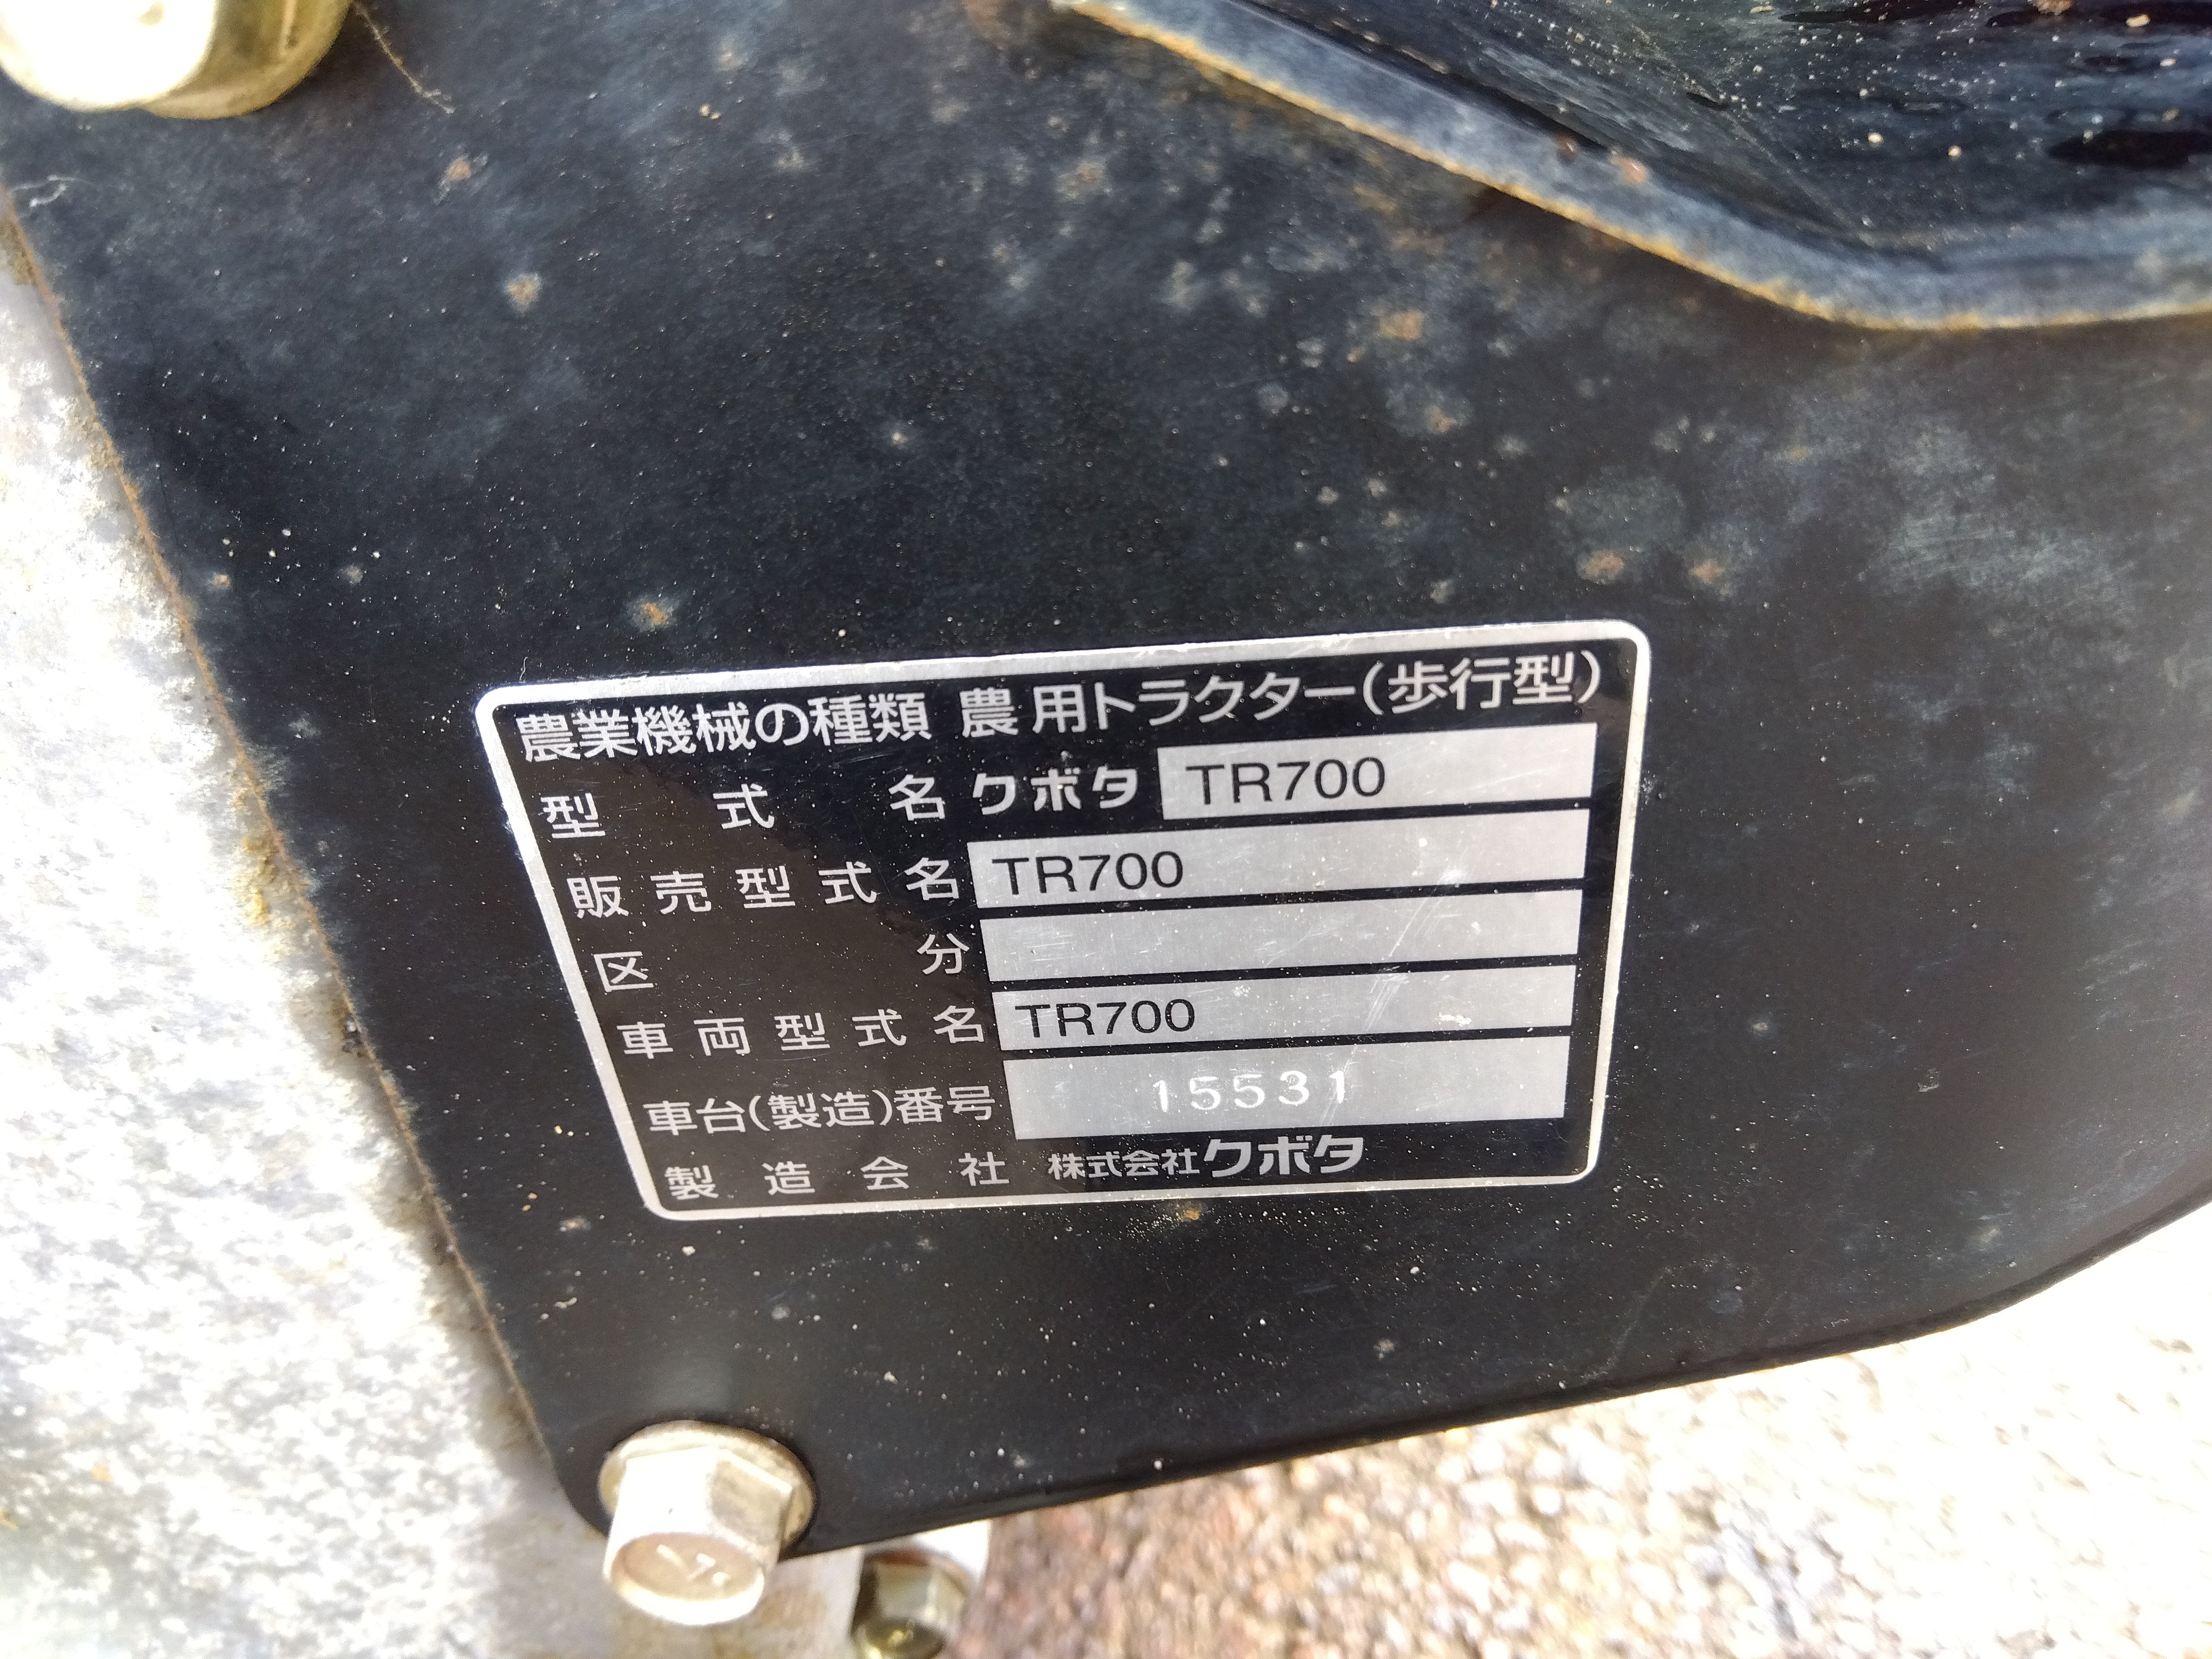 農業機械の種類 農用トラクター(歩行型)
型式名 クボタ TR700
販売型式名 TR700
区分
車両型式名 TR700
車台(製造)番号 15531
製造会社 株式会社クボタ
7